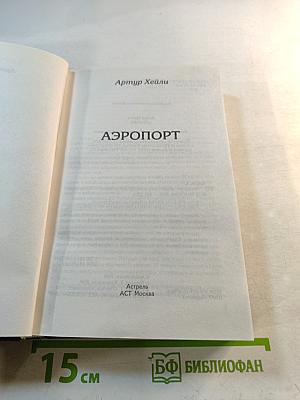 Артур Хейли
АЭРОПОРТ
Астрель
АСТ Москва
15 см
БФ БИБЛИОФАН